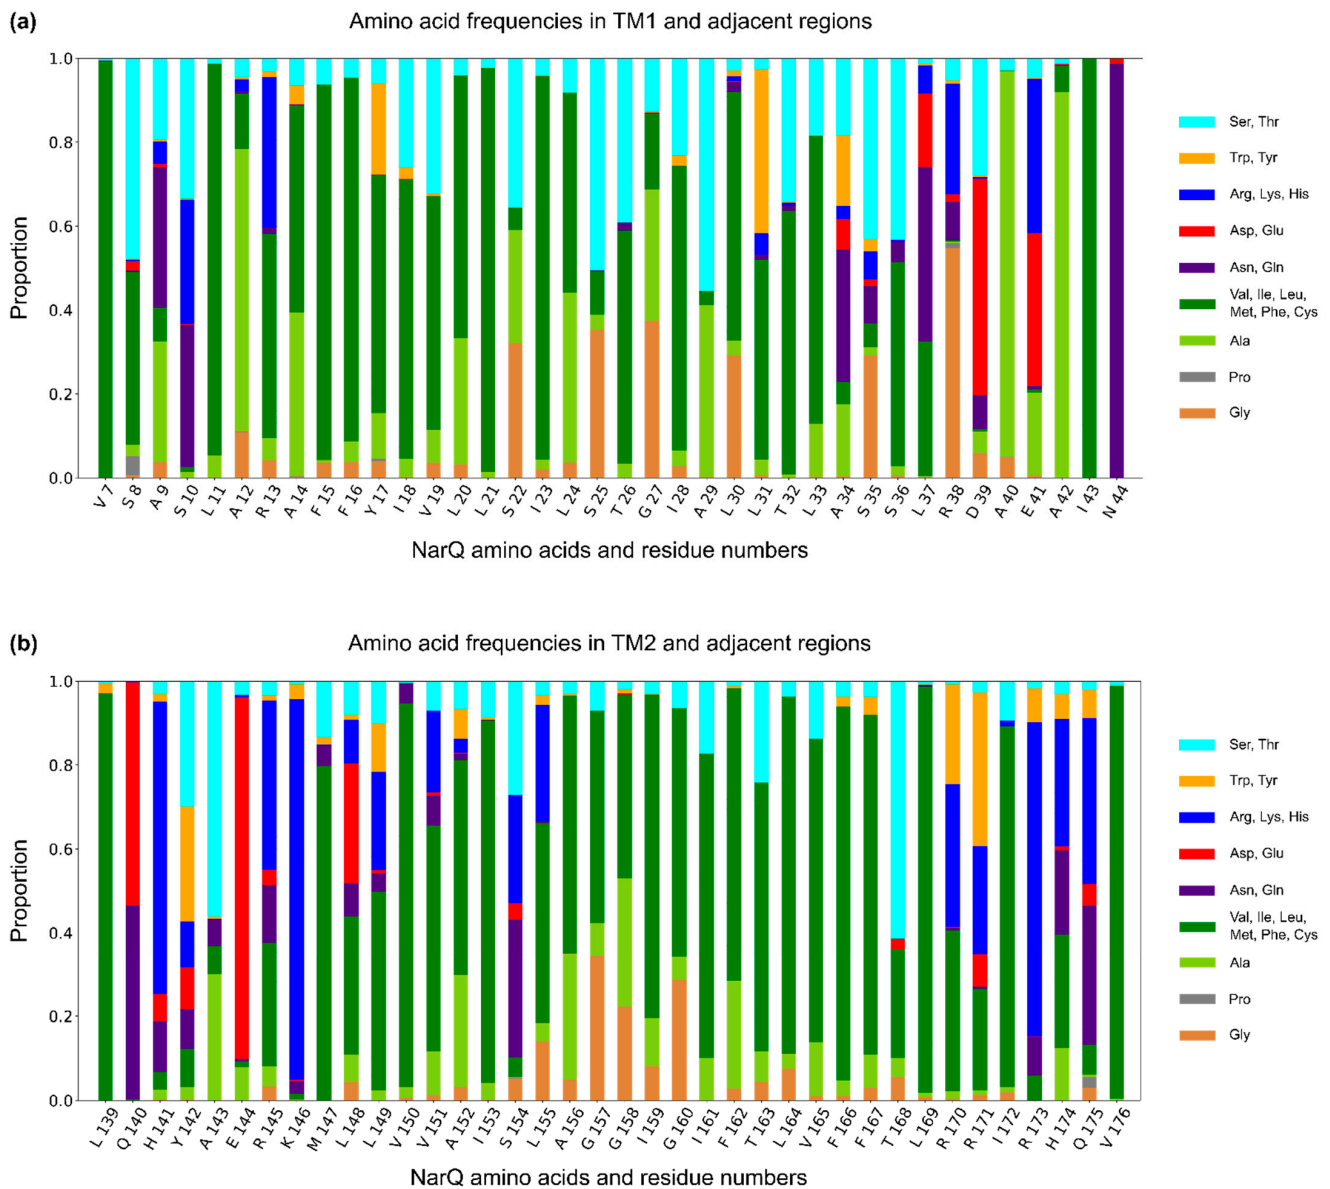 (a)
Amino acid frequencies in TM1 and adjacent regions
Proportion
1.0
0.8
0.6
0.4
0.2
0.0
V 7
S 8
A 9
S 10
L 11
A 12
R 13
A 14
F 15
F 16
Y 17
I 18
V 19
L 20
L 21
S 22
I 23
L 24
S 25
T 26
G 27
I 28
A 29
L 30
L 31
T 32
L 33
A 34
S 35
S 36
L 37
R 38
D 39
A 40
E 41
A 42
I 43
N 44
NarQ amino acids and residue numbers
Ser, Thr
Trp, Tyr
Arg, Lys, His
Asp, Glu
Asn, Gln
Val, Ile, Leu,
Met, Phe, Cys
Ala
Pro
Gly
(b)
Amino acid frequencies in TM2 and adjacent regions
Proportion
1.0
0.8
0.6
0.4
0.2
0.0
L 139
Q 140
H 141
Y 142
A 143
E 144
R 145
K 146
M 147
L 148
L 149
V 150
V 151
A 152
I 153
S 154
L 155
A 156
G 157
G 158
I 159
G 160
I 161
F 162
T 163
L 164
V 165
F 166
F 167
T 168
L 169
R 170
R 171
I 172
R 173
H 174
Q 175
V 176
NarQ amino acids and residue numbers
Ser, Thr
Trp, Tyr
Arg, Lys, His
Asp, Glu
Asn, Gln
Val, Ile, Leu,
Met, Phe, Cys
Ala
Pro
Gly